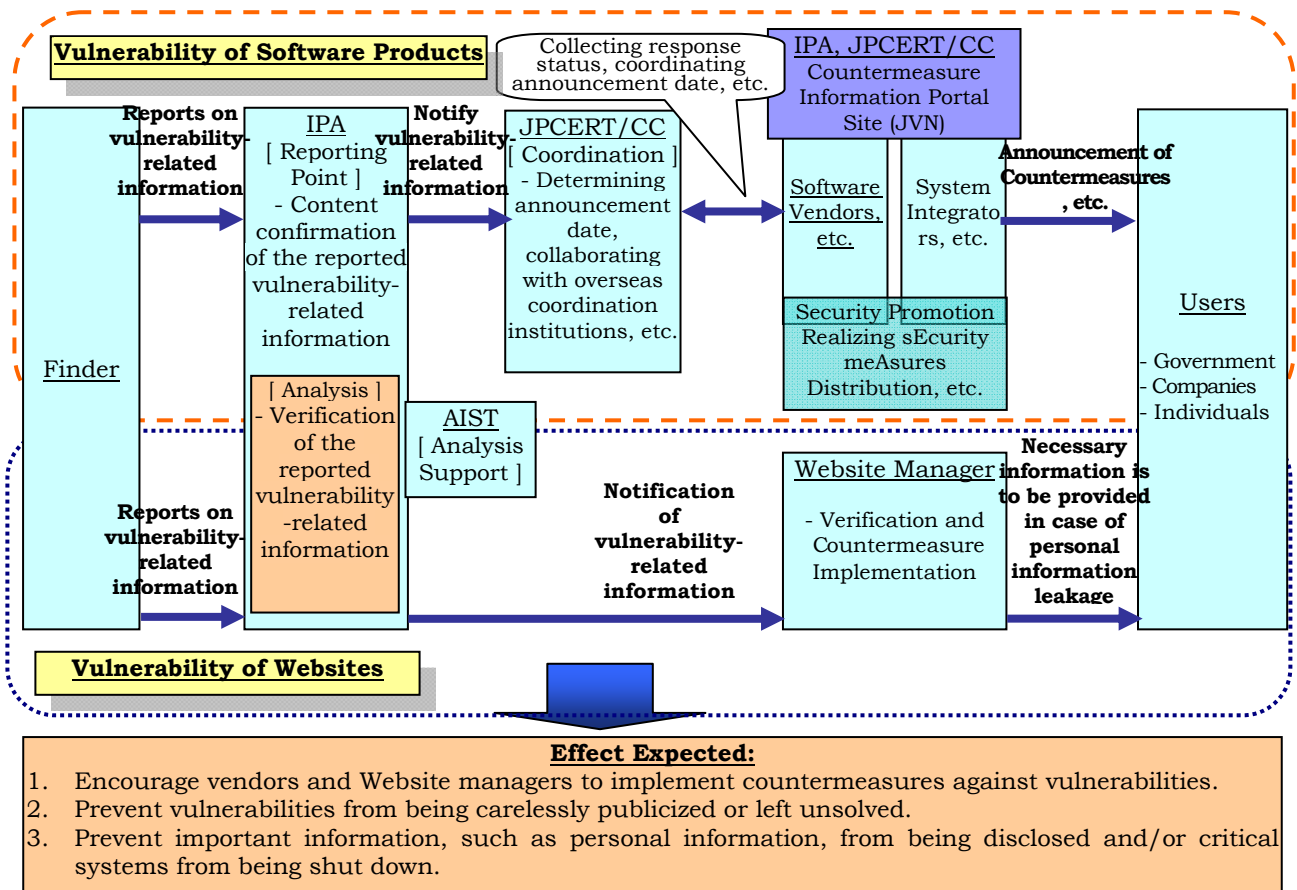 Vulnerability of Software Products
Collecting response
status, coordinating
announcement date, etc.
IPA, JPCERT/CC
Countermeasure
Information Portal
Site (JVN)
Finder
Reports on
vulnerability-
related
information
IPA
[ Reporting
Point ]
- Content
confirmation
of the reported
vulnerability-
related
information
[ Analysis ]
- Verification
of the
reported
vulnerability
-related
information
Notify
vulnerability-
related
information
JPCERT/CC
[ Coordination ]
- Determining
announcement
date,
collaborating
with overseas
coordination
institutions, etc.
AIST
[ Analysis
Support ]
Software
Vendors,
etc.
System
Integrato
rs, etc.
Security Promotion
Realizing sEcurity
meAsures
Distribution, etc.
Announcement of
Countermeasures
, etc.
Users
- Government
- Companies
- Individuals
Reports on
vulnerability-
related
information
Notification
of
vulnerability-
related
information
Website Manager
- Verification and
Countermeasure
Implementation
Necessary
information is
to be provided
in case of
personal
information
leakage
Vulnerability of Websites
Effect Expected:
1. Encourage vendors and Website managers to implement countermeasures against vulnerabilities.
2. Prevent vulnerabilities from being carelessly publicized or left unsolved.
3. Prevent important information, such as personal information, from being disclosed and/or critical
systems from being shut down.